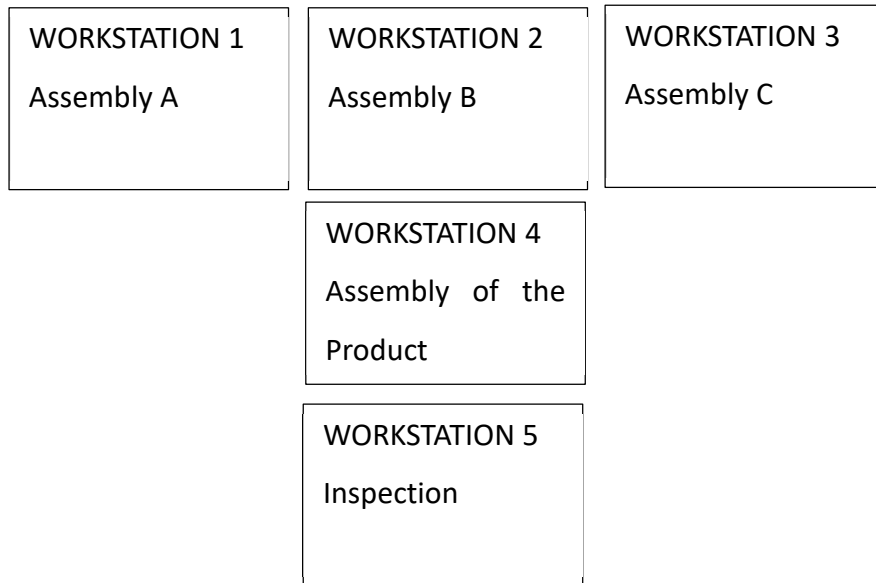 WORKSTATION 1
Assembly A
WORKSTATION 2
Assembly B
WORKSTATION 3
Assembly C
WORKSTATION 4
Assembly of the
Product
WORKSTATION 5
Inspection